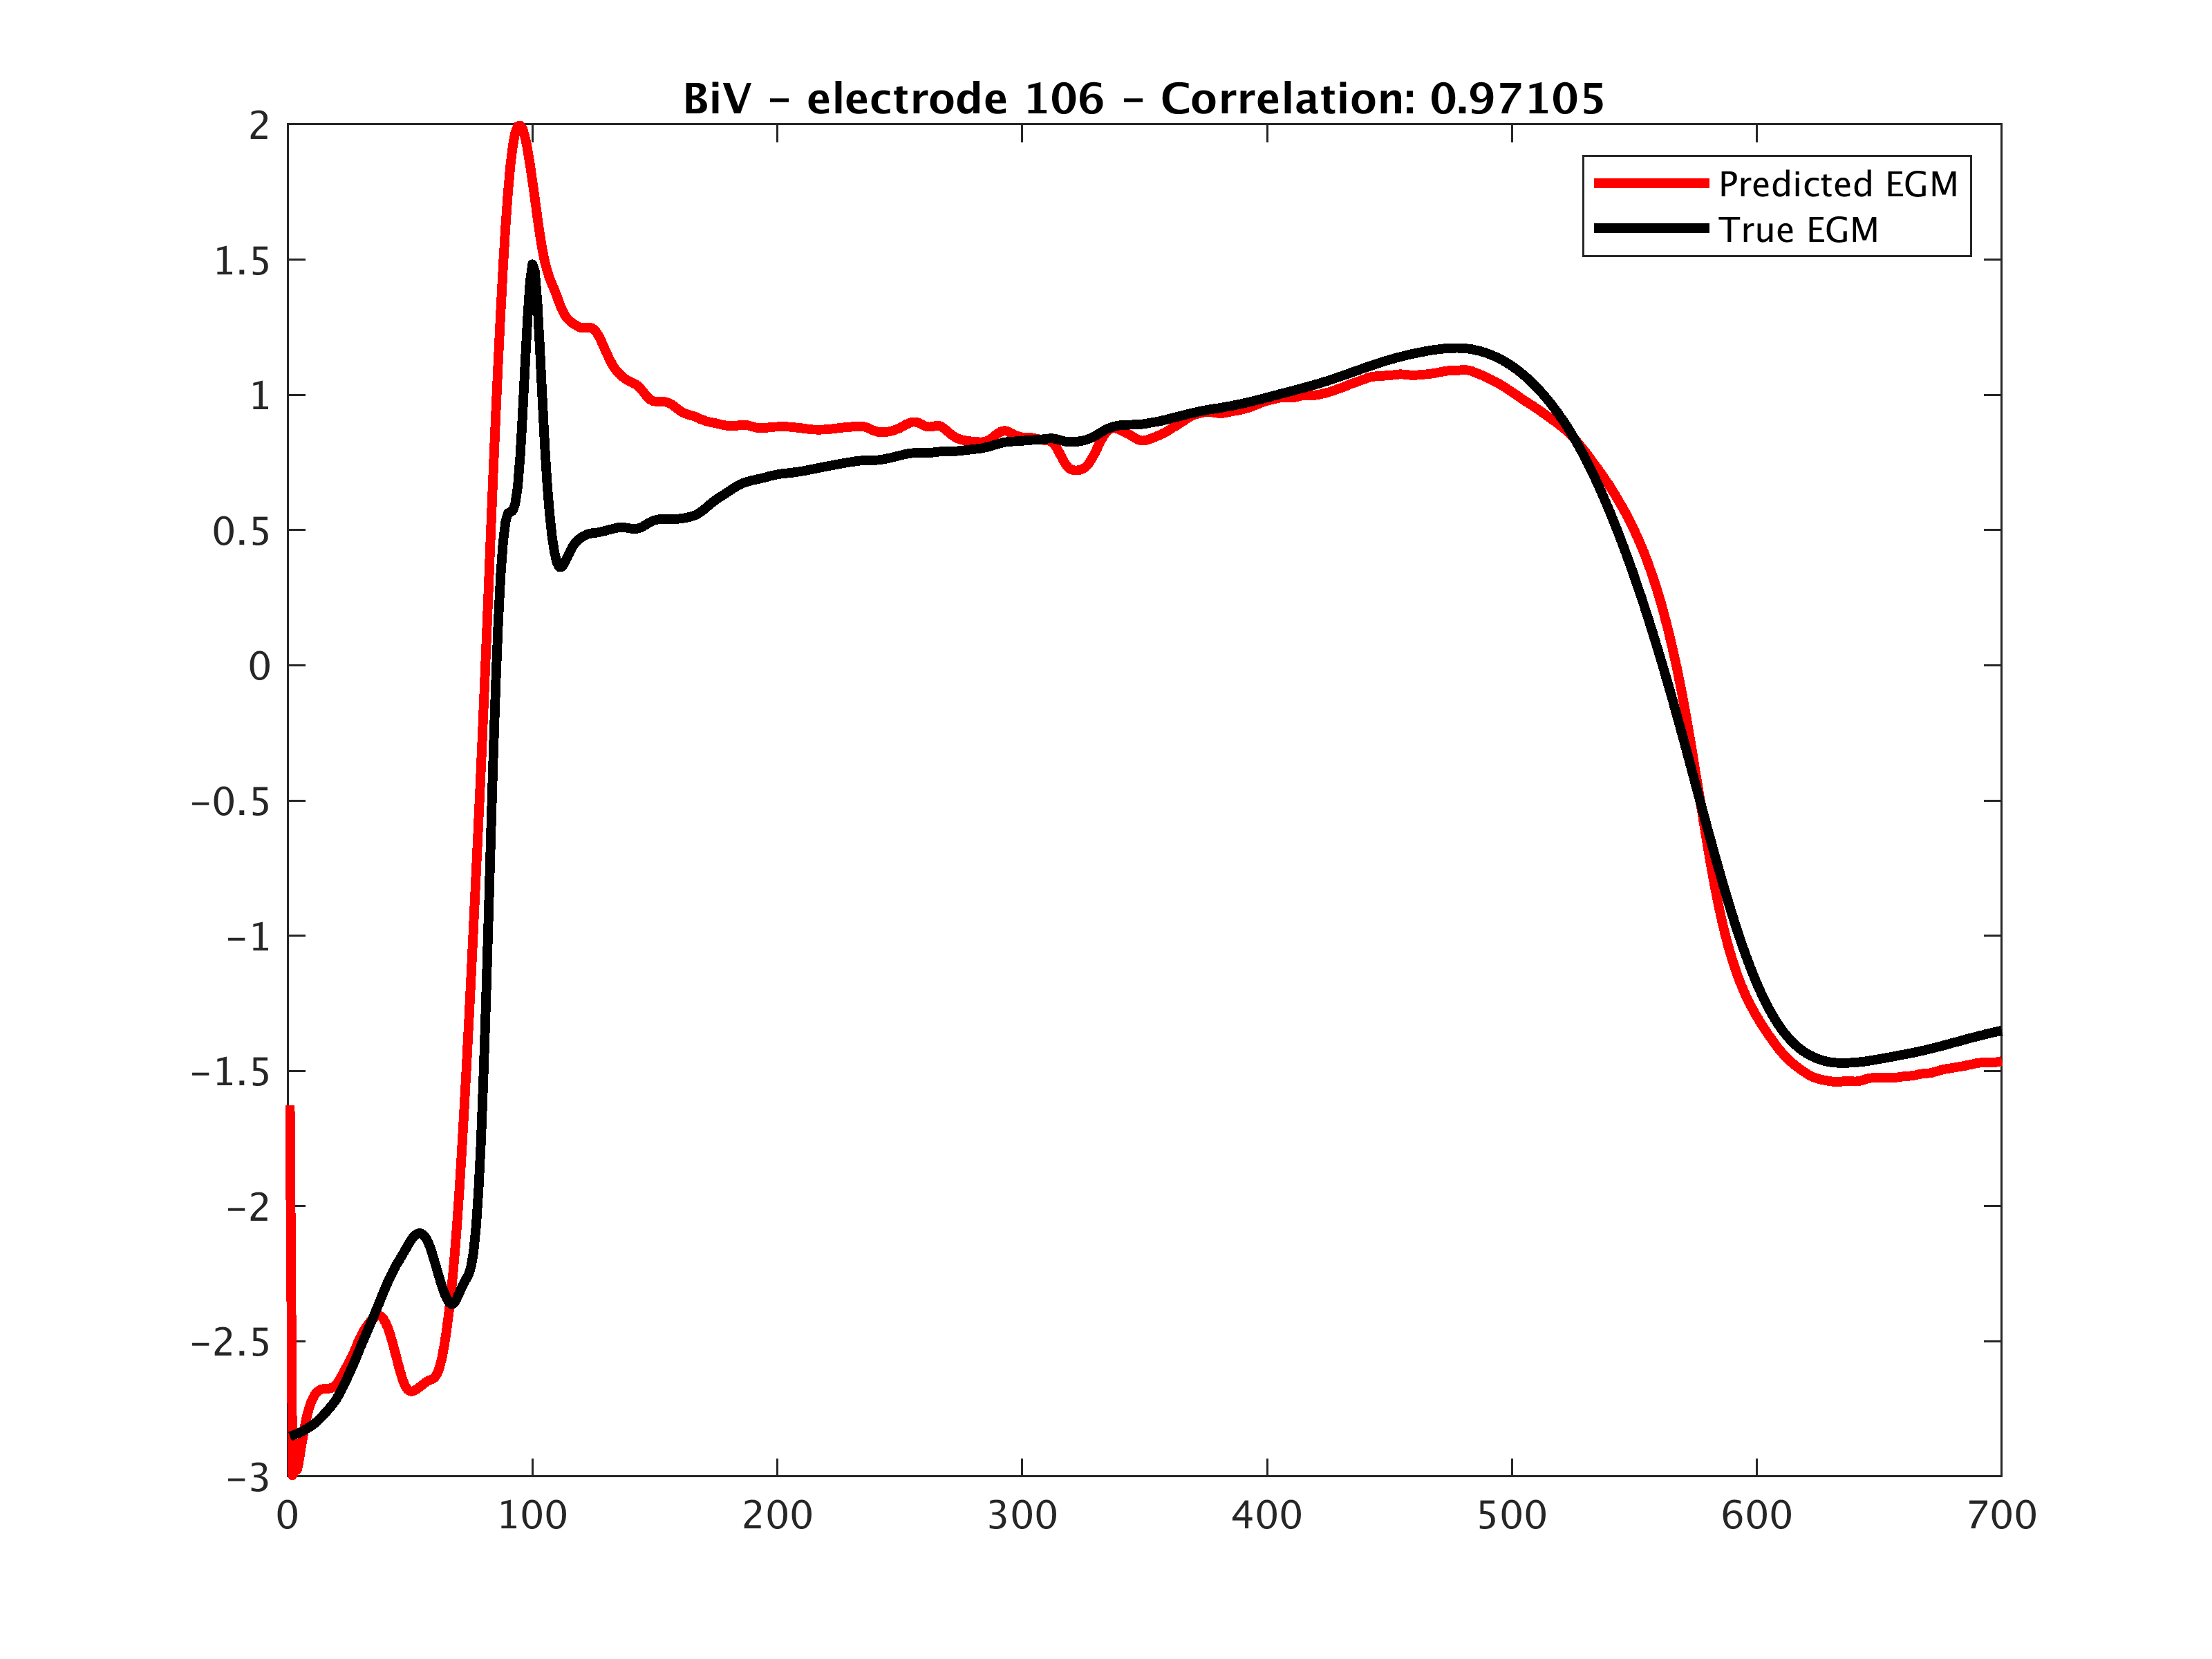 BiV – electrode 106 – Correlation: 0.97105
Predicted EGM
True EGM
2
1.5
1
0.5
0
−0.5
−1
−1.5
−2
−2.5
−3
0 100 200 300 400 500 600 700